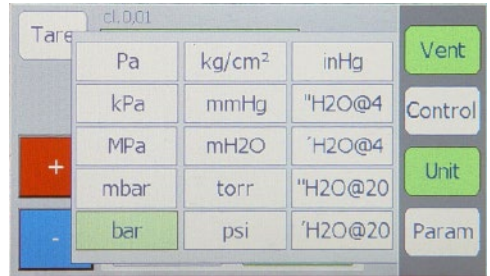 cl.0.01
Tare
Pa kg/cm² inHg
kPa mmHg "H2O@4
MPa mH2O 'H2O@4
mbar torr "H2O@20
bar psi 'H2O@20
+
-
Vent
Control
Unit
Param